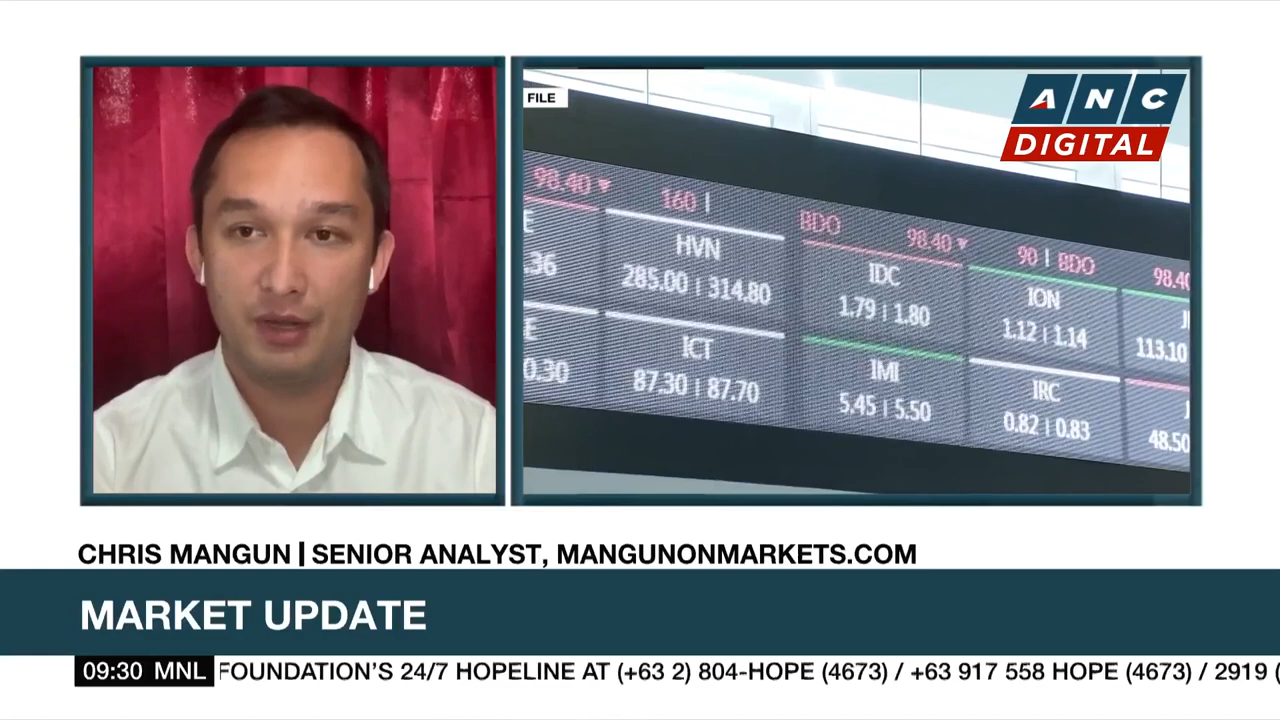 FILE
ANC
DIGITAL
98.40 ▼ 160 | BDO 98.40 ▼ 90 | BDO 98.40
E HVN IDC ION
.36 285.00 | 314.80 1.79 | 1.80 1.12 | 1.14 113.10
E ICT IMI IRC
0.30 87.30 | 87.70 5.45 | 5.50 0.82 | 0.83 48.50
CHRIS MANGUN | SENIOR ANALYST, MANGUNONMARKETS.COM
MARKET UPDATE
09:30 MNL FOUNDATION'S 24/7 HOPELINE AT (+63 2) 804-HOPE (4673) / +63 917 558 HOPE (4673) / 2919 (